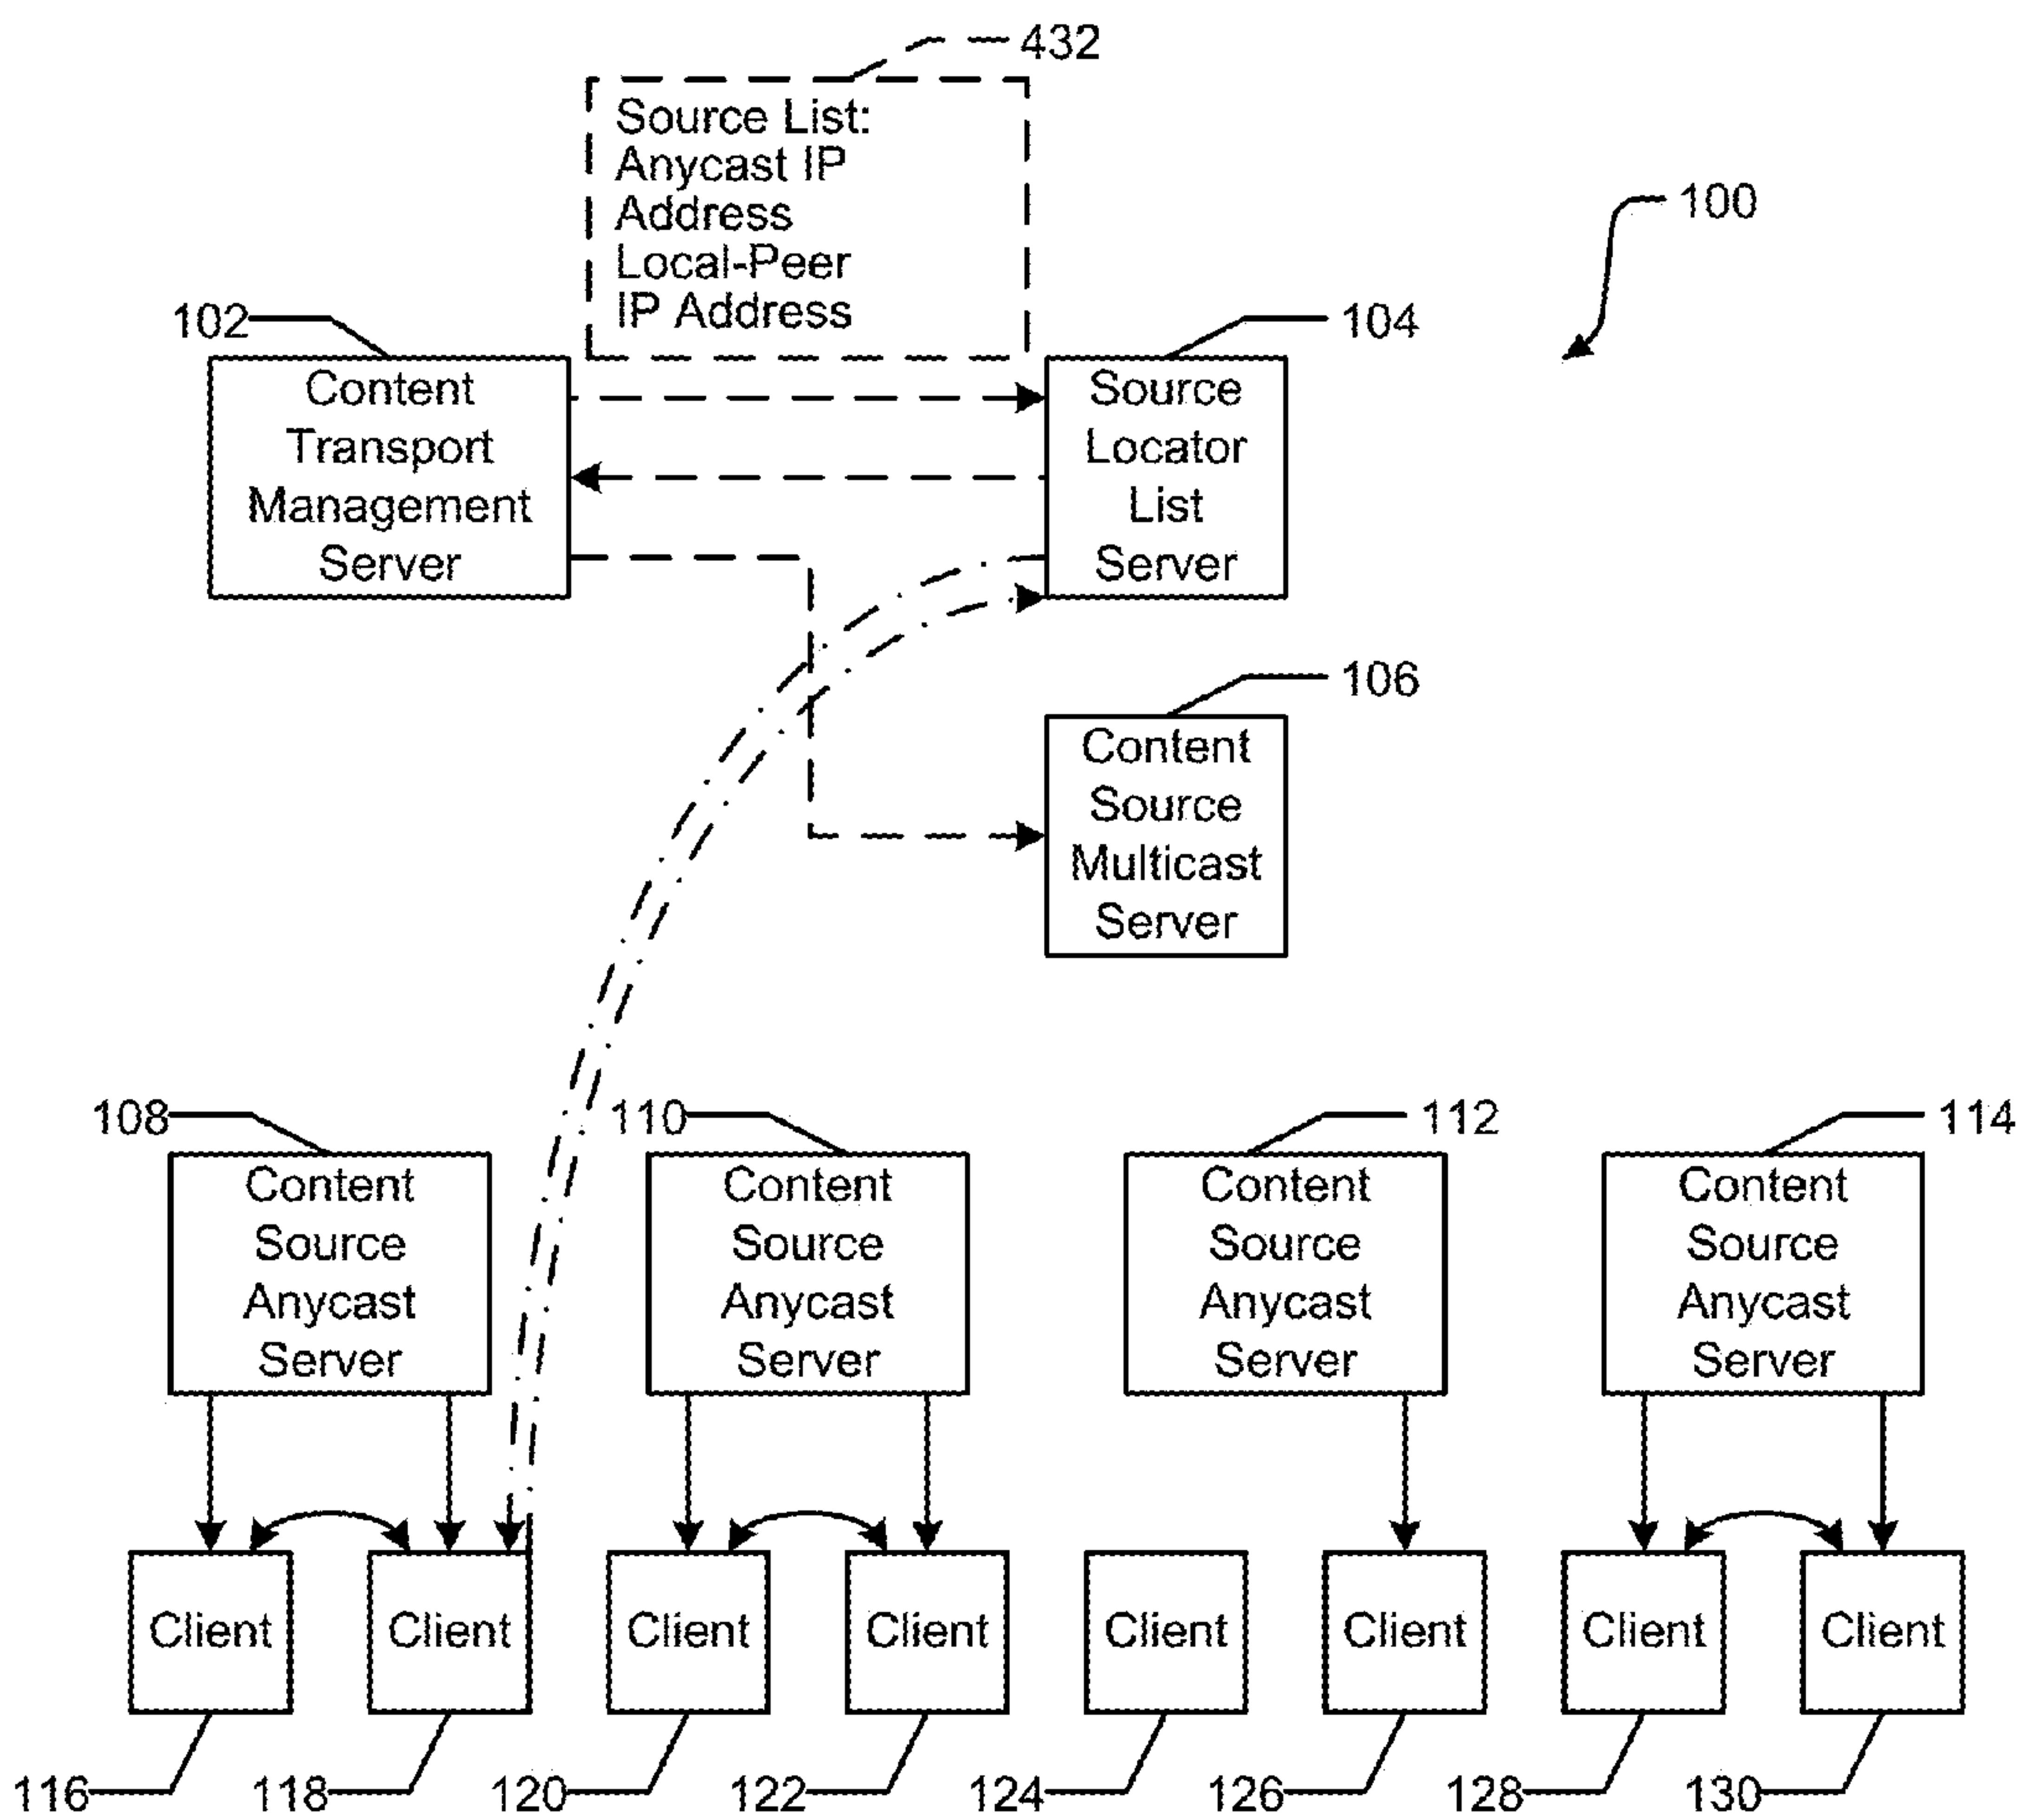 432
Source List:
Anycast IP
Address
Local-Peer
IP Address
100
102
104
Content
Transport
Management
Server
Source
Locator
List
Server
106
Content
Source
Multicast
Server
108
110
112
114
Content
Source
Anycast
Server
Content
Source
Anycast
Server
Content
Source
Anycast
Server
Content
Source
Anycast
Server
Client
Client
Client
Client
Client
Client
Client
Client
116
118
120
122
124
126
128
130